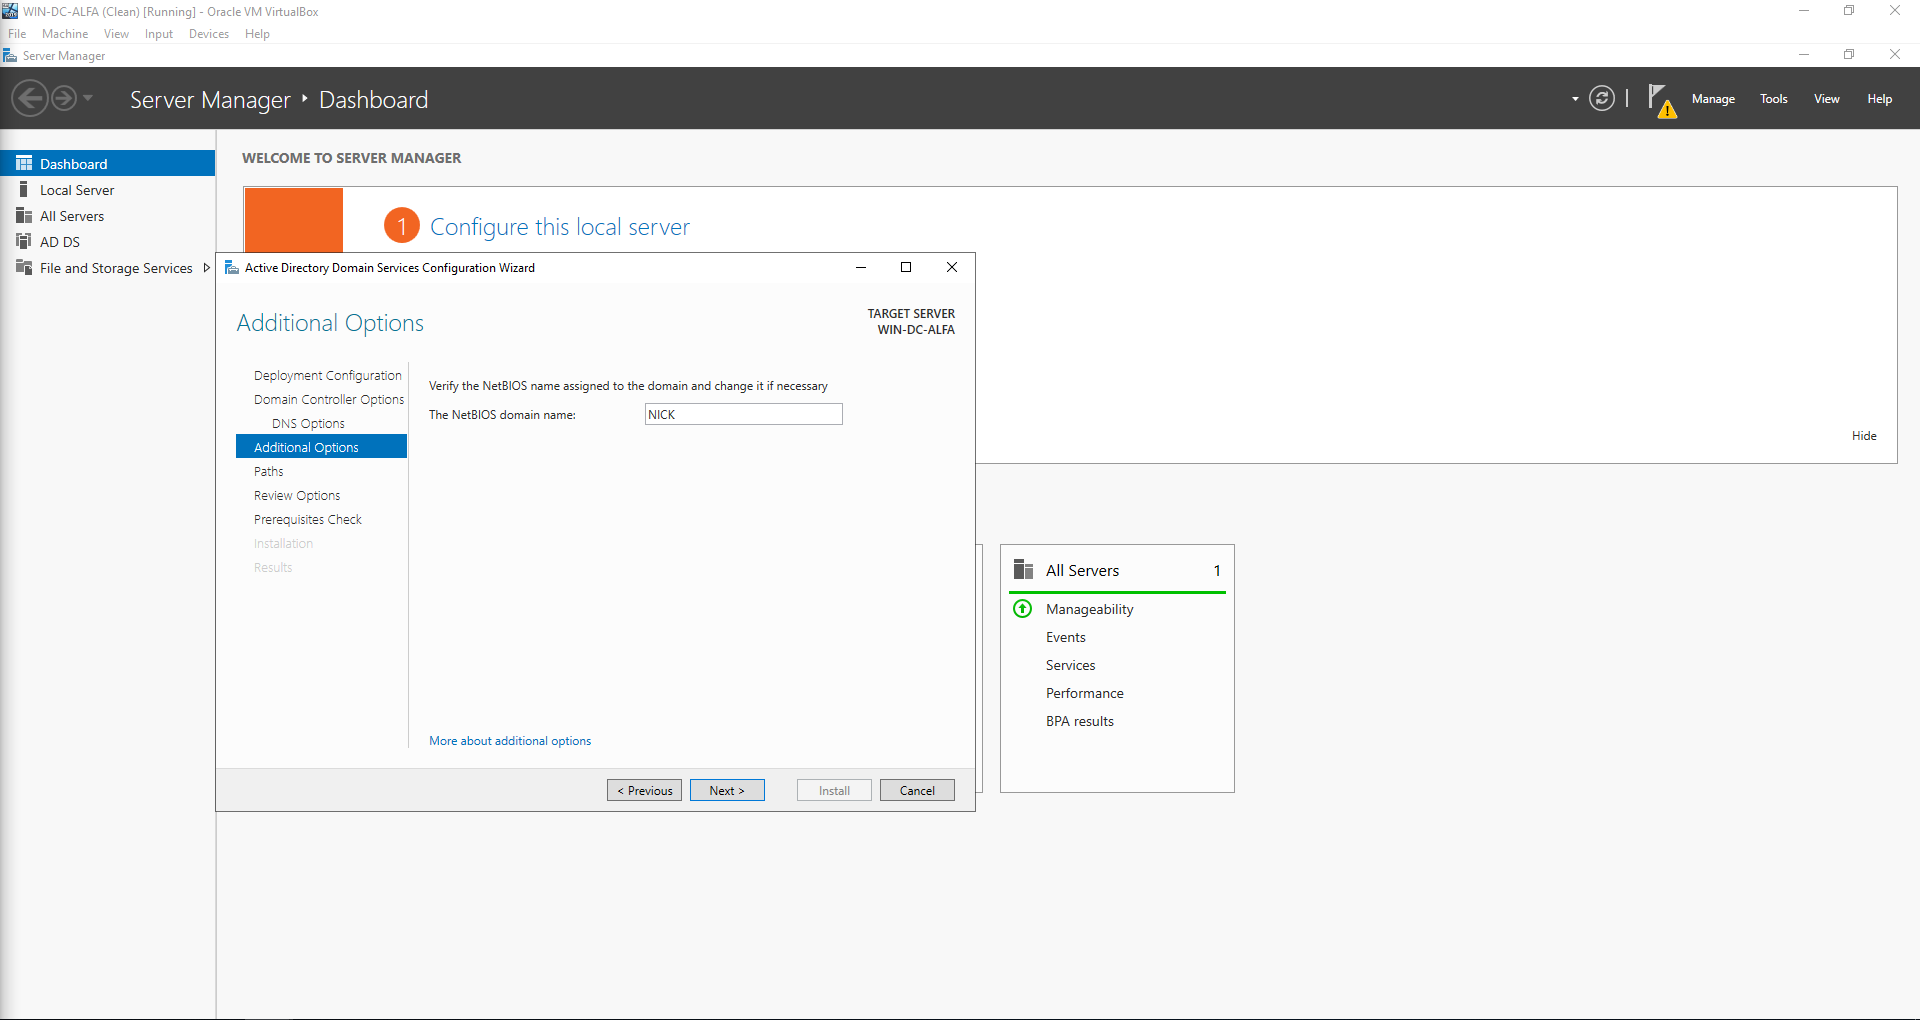 WIN-DC-ALFA (Clean) [Running] - Oracle VM VirtualBox
File Machine View Input Devices Help
Server Manager
Server Manager Dashboard
Manage Tools View Help
Dashboard
Local Server
All Servers
AD DS
File and Storage Services
WELCOME TO SERVER MANAGER
1 Configure this local server
Hide
Active Directory Domain Services Configuration Wizard
Additional Options
TARGET SERVER
WIN-DC-ALFA
Deployment Configuration
Domain Controller Options
DNS Options
Additional Options
Paths
Review Options
Prerequisites Check
Installation
Results
Verify the NetBIOS name assigned to the domain and change it if necessary
The NetBIOS domain name: NICK
More about additional options
< Previous Next > Install Cancel
All Servers 1
Manageability
Events
Services
Performance
BPA results